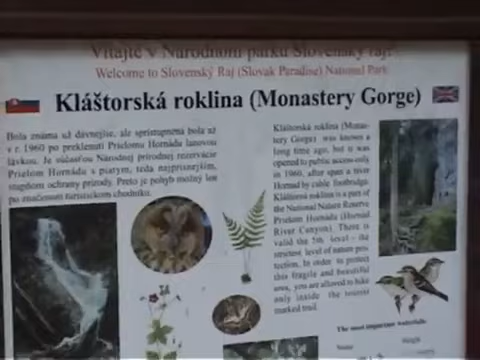 Vitajte v Národnom parku Slovenský raj!
Welcome to Slovenský Raj (Slovak Paradise) National Park
Kláštorská roklina (Monastery Gorge)
Bola známa už dávnejšie, ale sprístupnená bola až
v r. 1960 po preklenutí Prielomu Hornádu lanovou
lávkou. Je súčasťou Národnej prírodnej rezervácie
Prielom Hornádu s piatym, teda najprísnejším,
stupňom ochrany prírody. Preto je pohyb možný len
po značenom turistickom chodníku.
Kláštorská roklina (Monas-
tery Gorge) was known a
long time ago, but it was
opened to public access only
in 1960, after span a river
Hornad by cable footbridge.
Kláštorská roklina is a part of
the National Nature Reserve
Prielom Hornádu (Hornad
River Canyon). There is
valid the 5th level - the
strictest level of nature pro-
tection. In order to protect
this fragile and beautiful
area, you are allowed to hike
only inside the tourist
marked trail.
The most important waterfalls:
Name Height